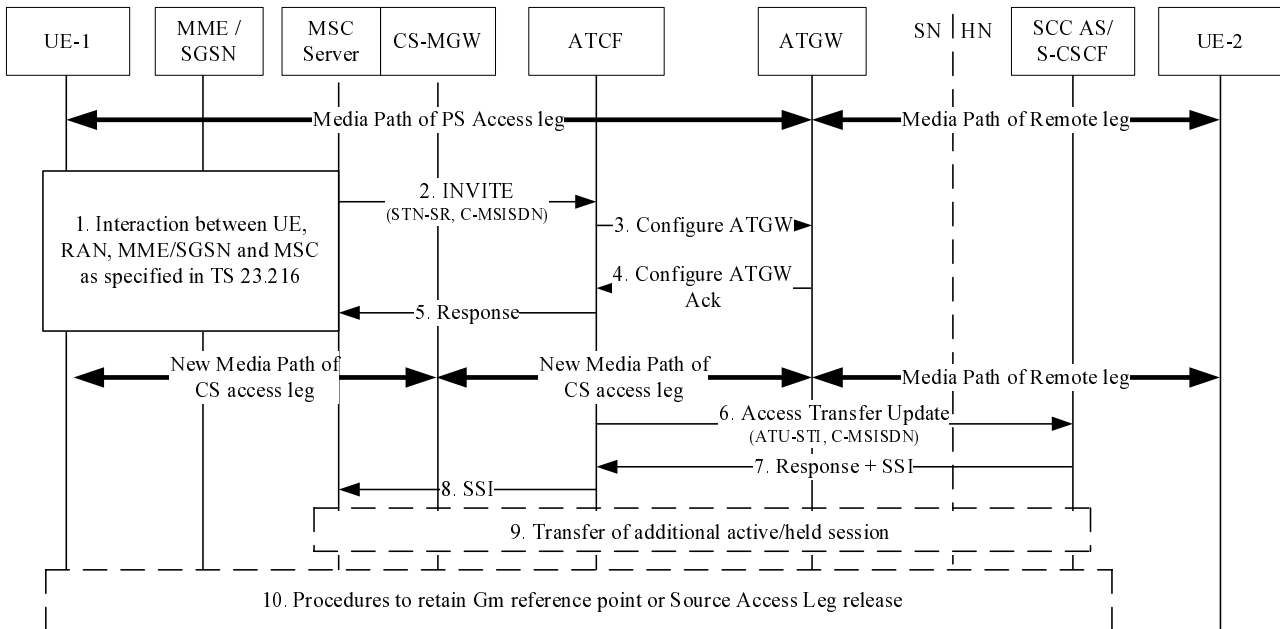 UE-1
MME /
SGSN
MSC
Server
CS-MGW
ATCF
ATGW
SN
HN
SCC AS/
S-CSCF
UE-2
Media Path of PS Access leg
Media Path of Remote leg
1. Interaction between UE,
RAN, MME/SGSN and MSC
as specified in TS 23.216
2. INVITE
(STN-SR, C-MSISDN)
3. Configure ATGW
4. Configure ATGW
Ack
5. Response
New Media Path of
CS access leg
New Media Path of
CS access leg
Media Path of Remote leg
6. Access Transfer Update
(ATU-STI, C-MSISDN)
7. Response + SSI
8. SSI
9. Transfer of additional active/held session
10. Procedures to retain Gm reference point or Source Access Leg release